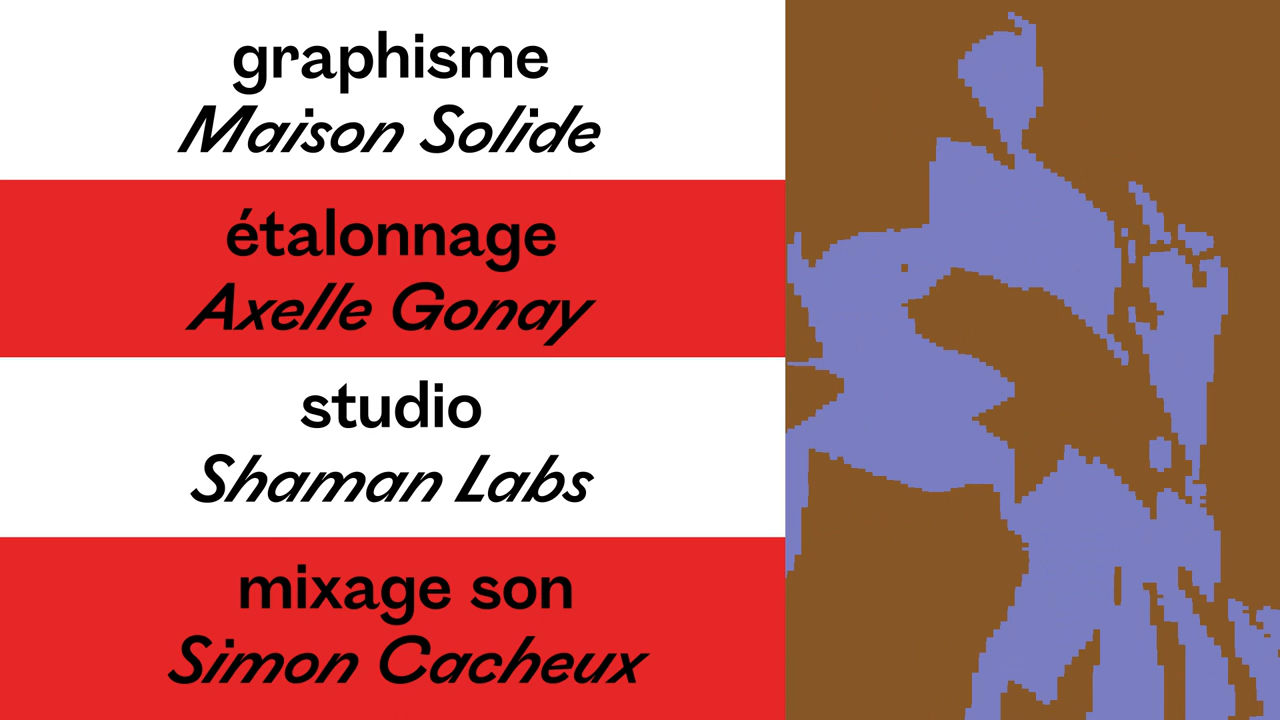 graphisme
Maison Solide
étalonnage
Axelle Gonay
studio
Shaman Labs
mixage son
Simon Cacheux